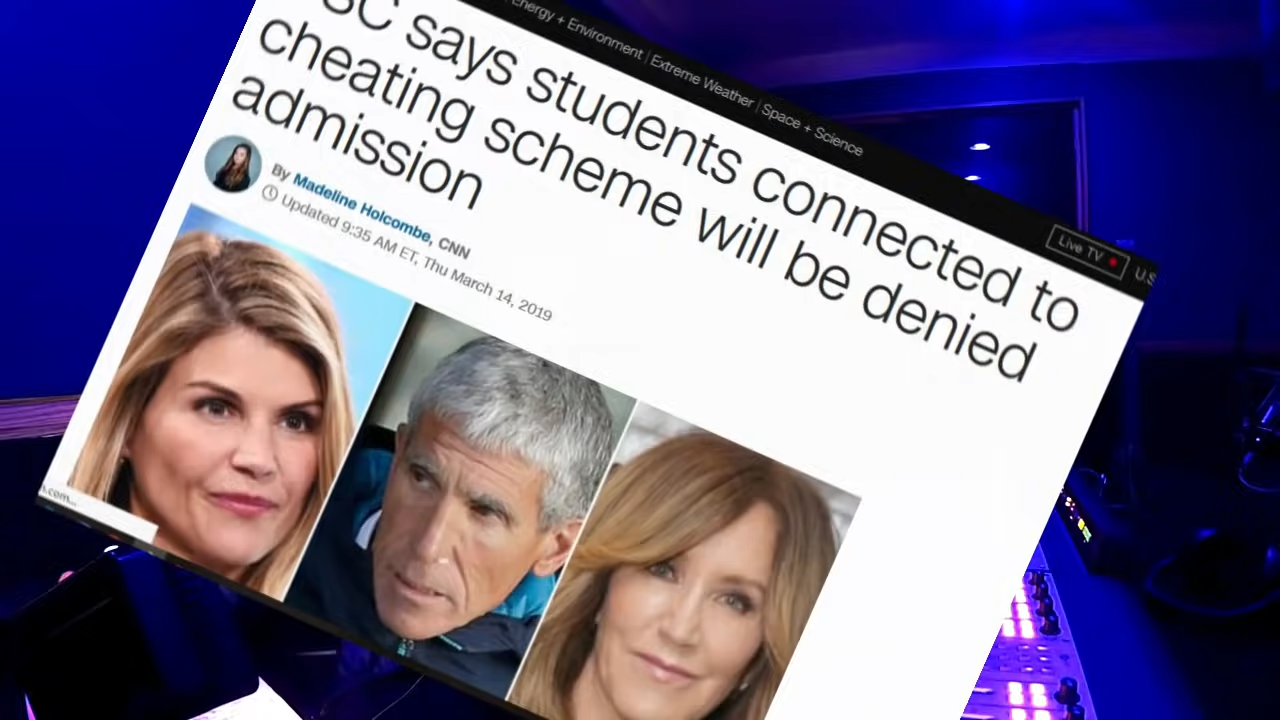 Energy + Environment | Extreme Weather | Space + Science
Live TV
U.S
SC says students connected to
cheating scheme will be denied
admission
By Madeline Holcombe, CNN
Updated 9:35 AM ET, Thu March 14, 2019